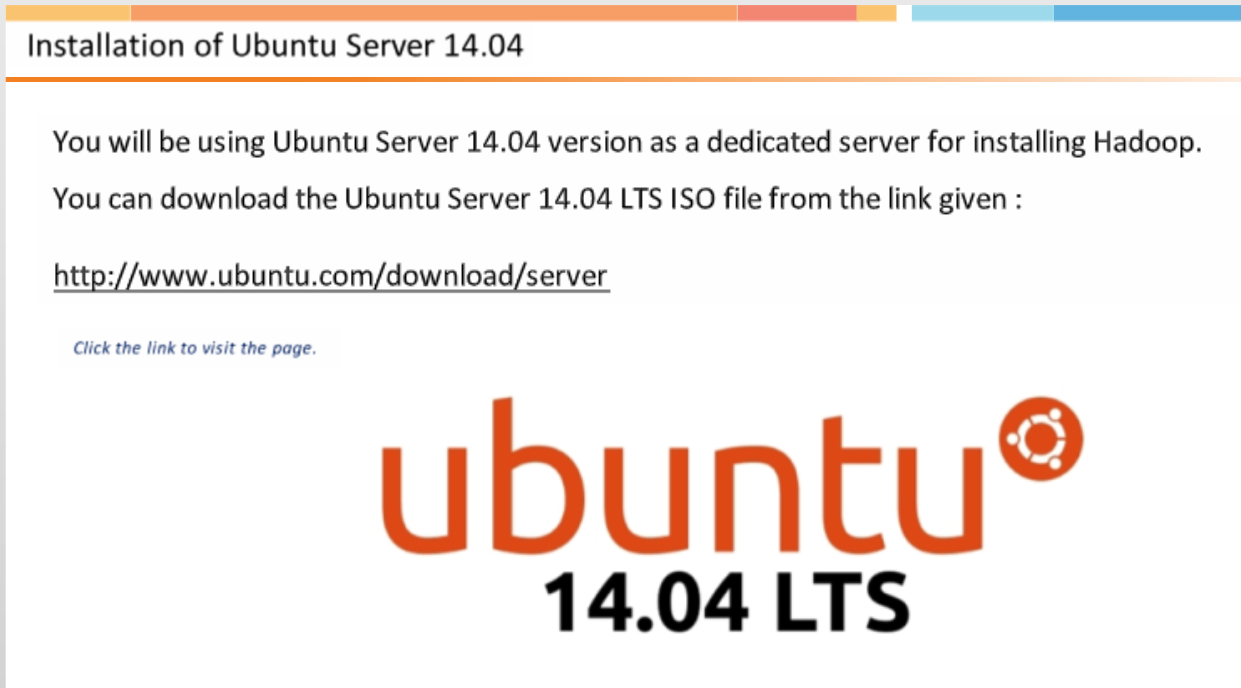 Installation of Ubuntu Server 14.04
You will be using Ubuntu Server 14.04 version as a dedicated server for installing Hadoop.
You can download the Ubuntu Server 14.04 LTS ISO file from the link given :
http://www.ubuntu.com/download/server
Click the link to visit the page.
ubuntu
14.04 LTS